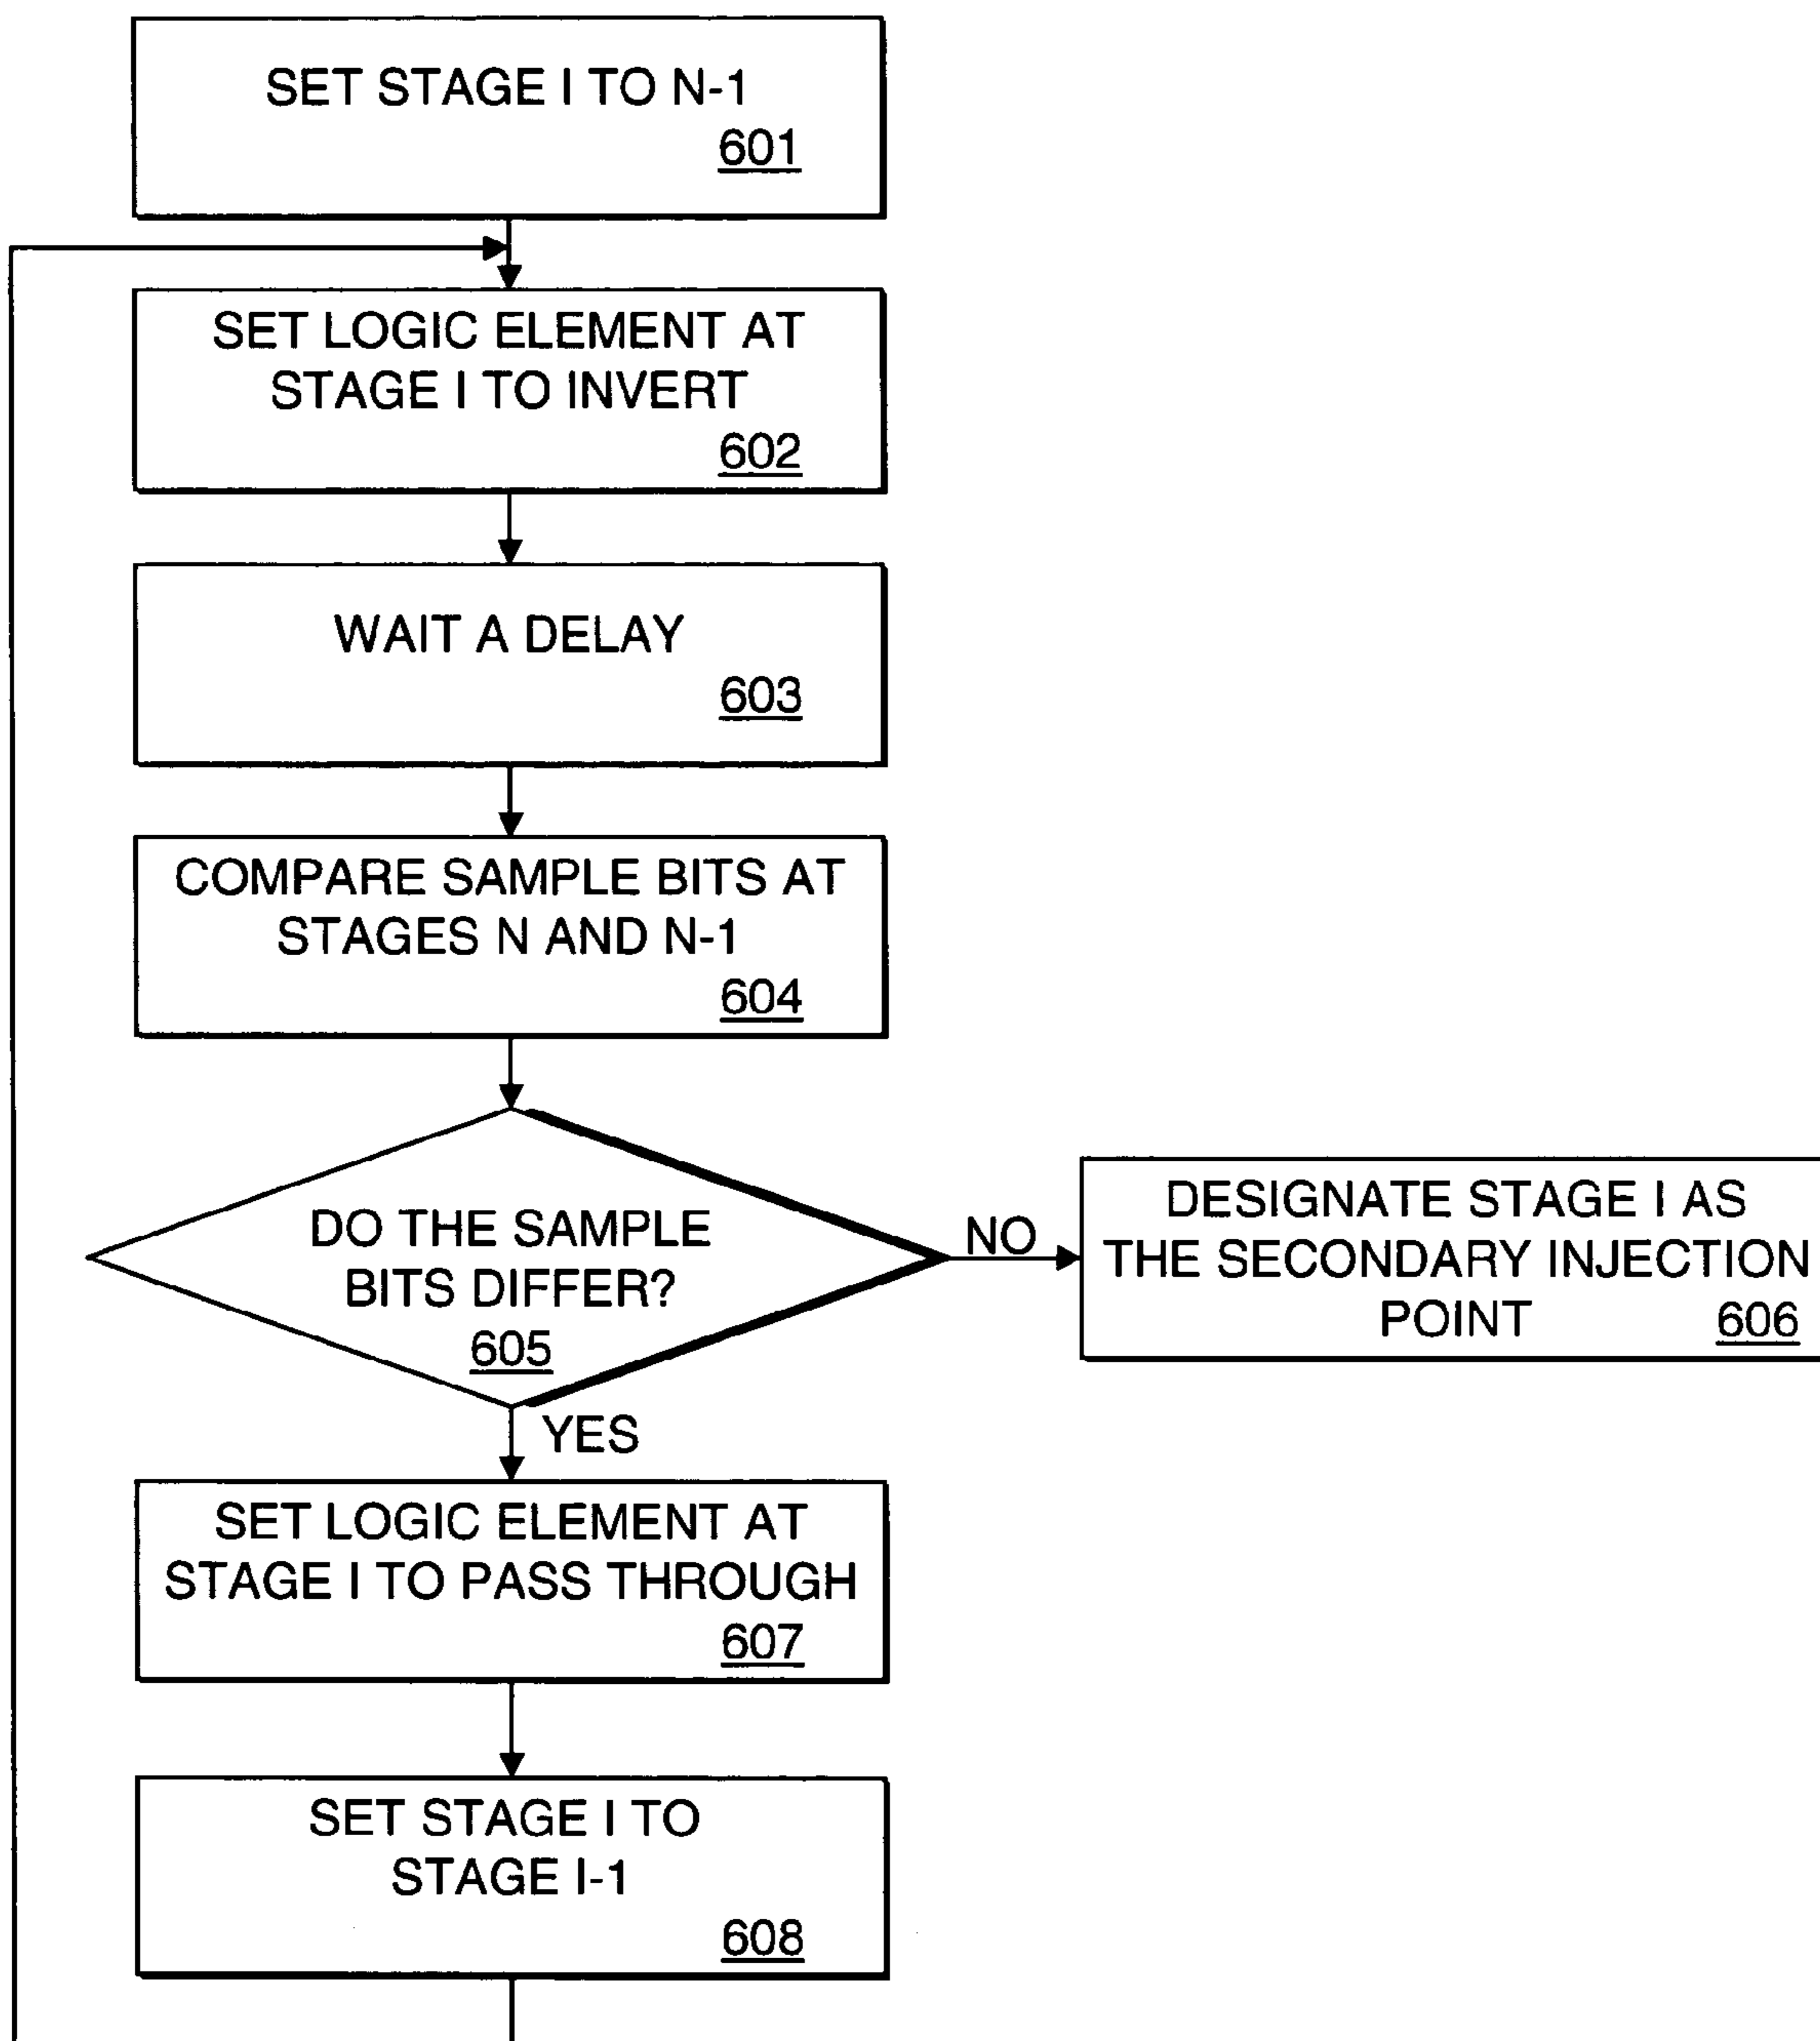 SET STAGE I TO N-1
601
SET LOGIC ELEMENT AT
STAGE I TO INVERT
602
WAIT A DELAY
603
COMPARE SAMPLE BITS AT
STAGES N AND N-1
604
DO THE SAMPLE
BITS DIFFER?
605
NO
DESIGNATE STAGE I AS
THE SECONDARY INJECTION
POINT 606
YES
SET LOGIC ELEMENT AT
STAGE I TO PASS THROUGH
607
SET STAGE I TO
STAGE I-1
608